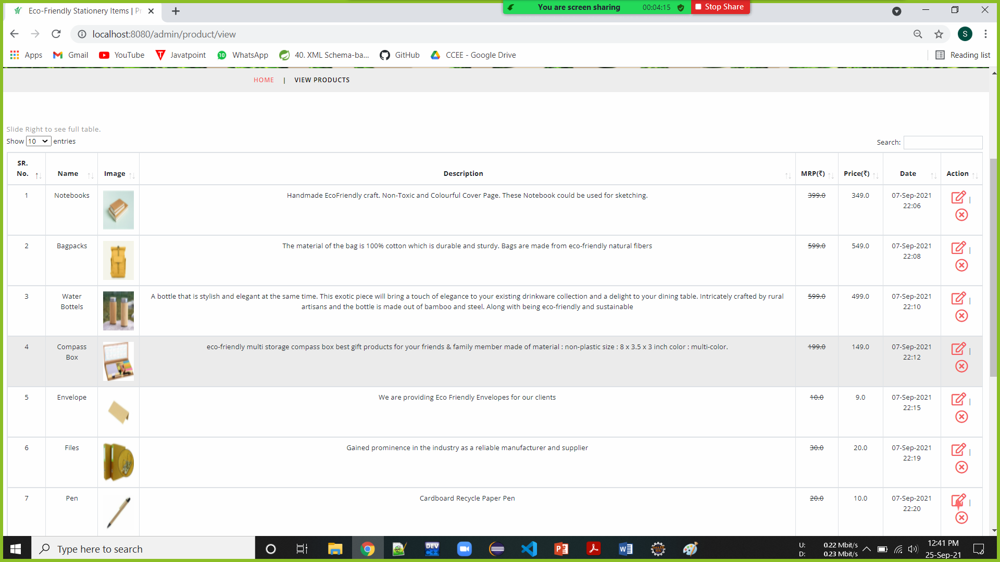 You are screen sharing 00:04:15 Stop Share
Eco-Friendly Stationery Items | Pr
localhost:8080/admin/product/view
S
Apps Gmail YouTube Javatpoint 10 WhatsApp 40. XML Schema-ba... GitHub CCEE - Google Drive Reading list
HOME | VIEW PRODUCTS
Slide Right to see full table.
Show 10 entries Search:
SR. No. Name Image Description MRP(₹) Price(₹) Date Action
1 Notebooks Handmade EcoFriendly craft. Non-Toxic and Colourful Cover Page. These Notebook could be used for sketching. 399.0 349.0 07-Sep-2021 |
22:06
2 Bagpacks The material of the bag is 100% cotton which is durable and sturdy. Bags are made from eco-friendly natural fibers 599.0 549.0 07-Sep-2021 |
22:08
3 Water A bottle that is stylish and elegant at the same time. This exotic piece will bring a touch of elegance to your existing drinkware collection and a delight to your dining table. Intricately crafted by rural 599.0 499.0 07-Sep-2021 |
Bottels artisans and the bottle is made out of bamboo and steel. Along with being eco-friendly and sustainable 22:10
4 Compass eco-friendly multi storage compass box best gift products for your friends & family member made of material : non-plastic size : 8 x 3.5 x 3 inch color : multi-color. 199.0 149.0 07-Sep-2021 |
Box 22:12
5 Envelope We are providing Eco Friendly Envelopes for our clients 10.0 9.0 07-Sep-2021 |
22:15
6 Files Gained prominence in the industry as a reliable manufacturer and supplier 30.0 20.0 07-Sep-2021 |
22:19
7 Pen Cardboard Recycle Paper Pen 20.0 10.0 07-Sep-2021 |
22:20
Type here to search DEV U: 0.22 Mbit/s 12:41 PM
D: 0.23 Mbit/s 25-Sep-21